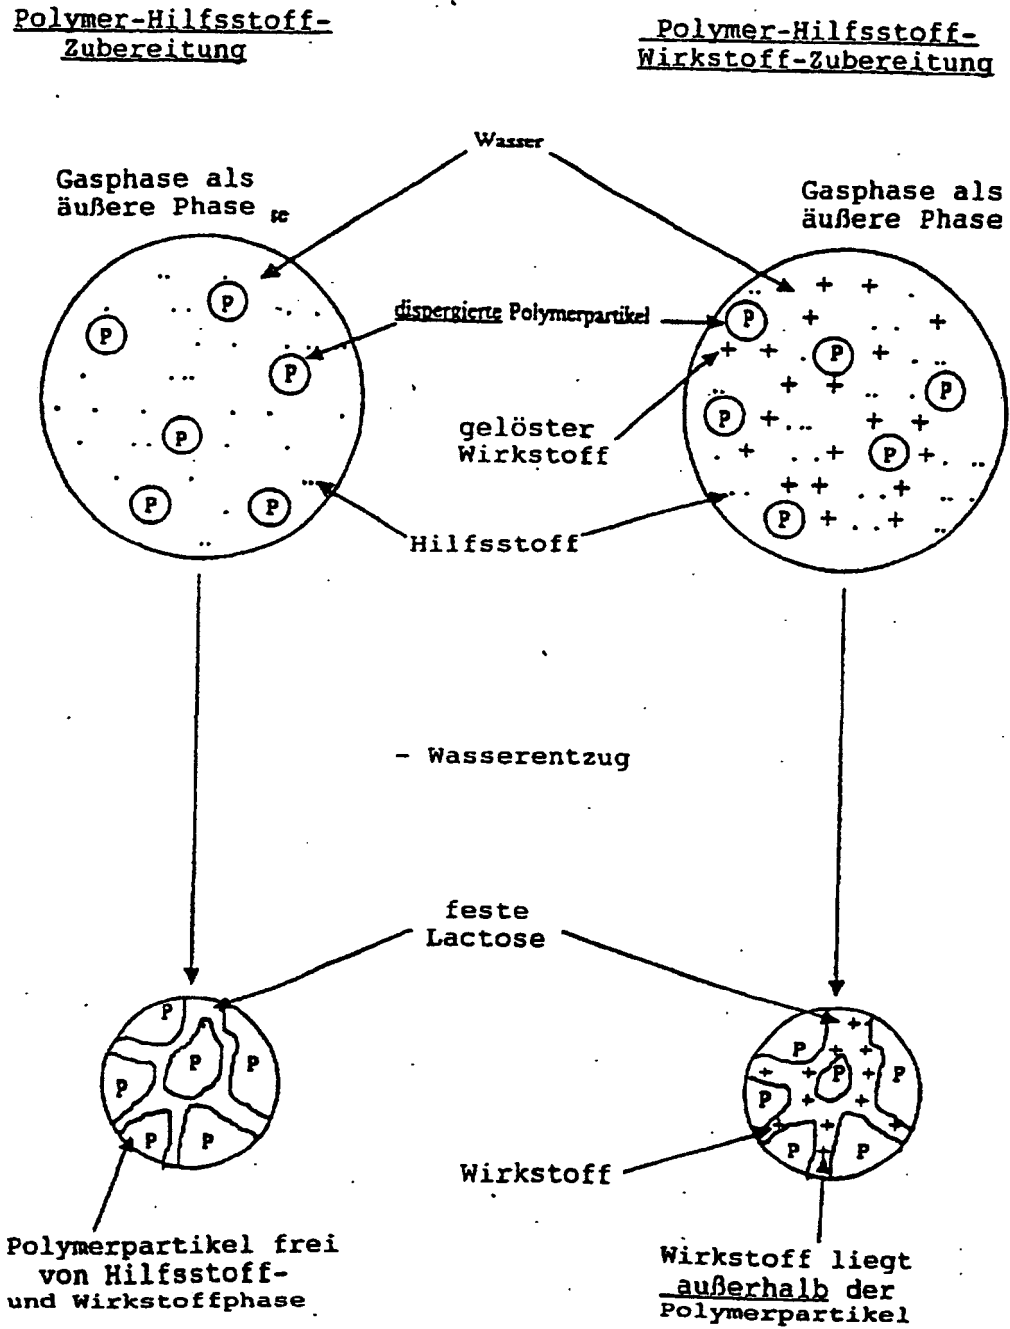 Polymer-Hilfsstoff-
Zubereitung
Polymer-Hilfsstoff-
Wirkstoff-Zubereitung
Wasser
Gasphase als
äußere Phase
se
Gasphase als
äußere Phase
P
P
P
P
P
P
dispergierte Polymerpartikel
P
P
P
P
P
P
gelöster
Wirkstoff
Hilfsstoff
- Wasserentzug
feste
Lactose
P
P
P
P
P
P
P
P
P
P
P
P
Wirkstoff
Polymerpartikel frei
von Hilfsstoff-
und Wirkstoffphase
Wirkstoff liegt
außerhalb der
Polymerpartikel